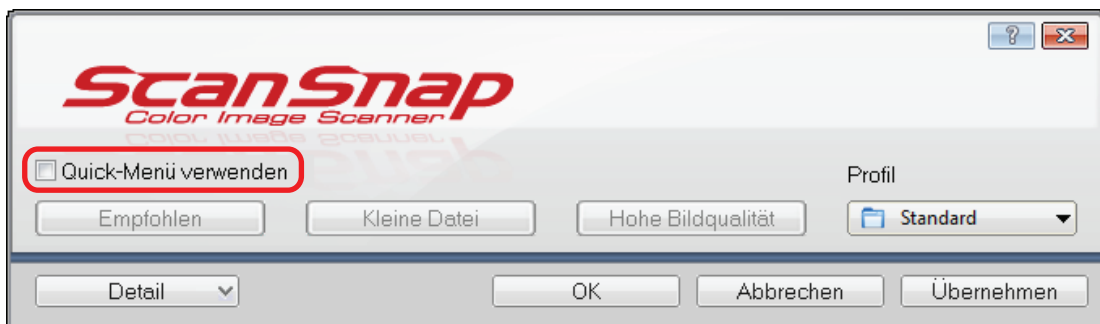 ?
ScanSnap
Color Image Scanner
Quick-Menü verwenden
Profil
Empfohlen
Kleine Datei
Hohe Bildqualität
Standard
Detail
OK
Abbrechen
Übernehmen